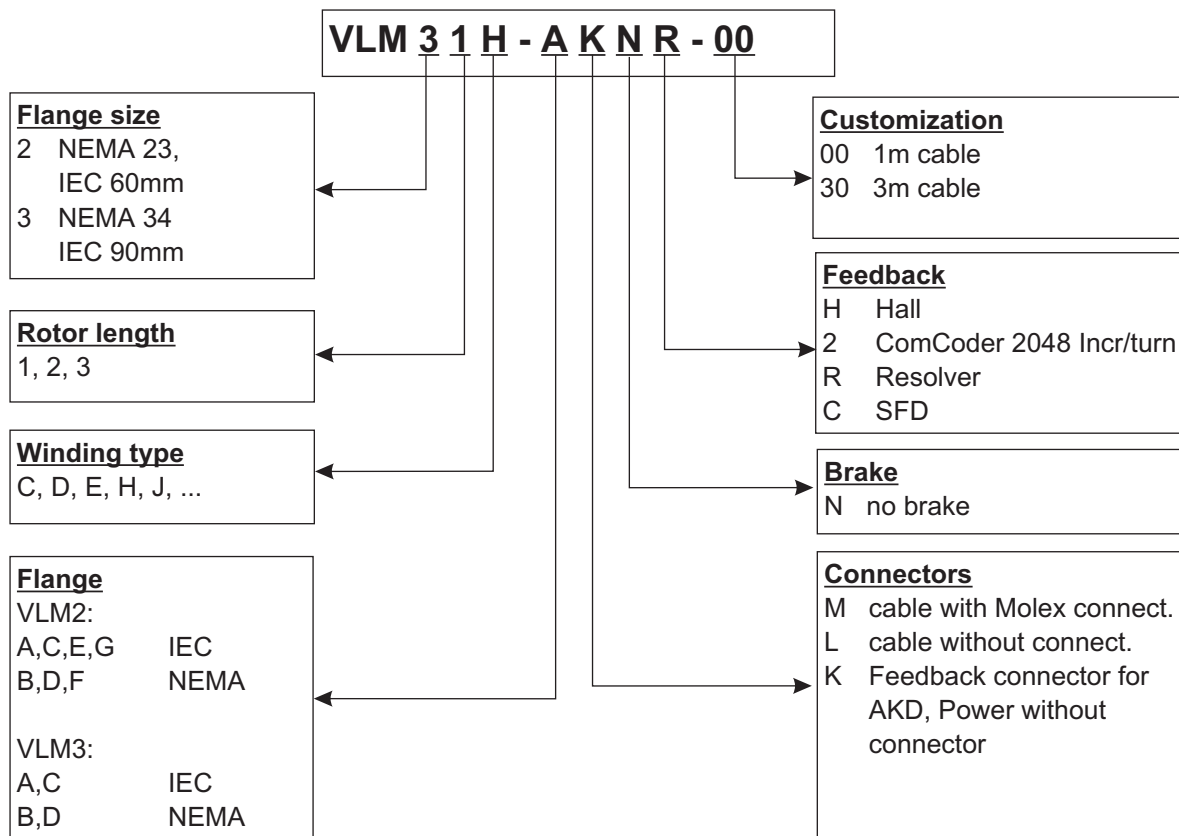 VLM 3 1 H - A K N R - 00
Flange size
2 NEMA 23,
IEC 60mm
3 NEMA 34
IEC 90mm
Rotor length
1, 2, 3
Winding type
C, D, E, H, J, ...
Flange
VLM2:
A,C,E,G IEC
B,D,F NEMA
VLM3:
A,C IEC
B,D NEMA
Customization
00 1m cable
30 3m cable
Feedback
H Hall
2 ComCoder 2048 Incr/turn
R Resolver
C SFD
Brake
N no brake
Connectors
M cable with Molex connect.
L cable without connect.
K Feedback connector for
AKD, Power without
connector